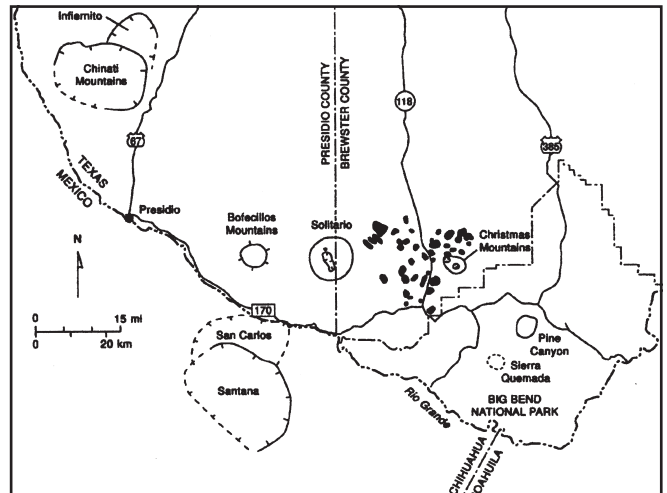 Infiernito
Chinati
Mountains
67
118
385
PRESIDIO COUNTY
BREWSTER COUNTY
TEXAS
MEXICO
Presidio
Bofecillos
Mountains
Solitario
Christmas
Mountains
N
0 15 mi
0 20 km
170
San Carlos
Santana
Pine
Canyon
Sierra
Quemada
Rio Grande
BIG BEND
NATIONAL PARK
CHIHUAHUA
OAHUILA